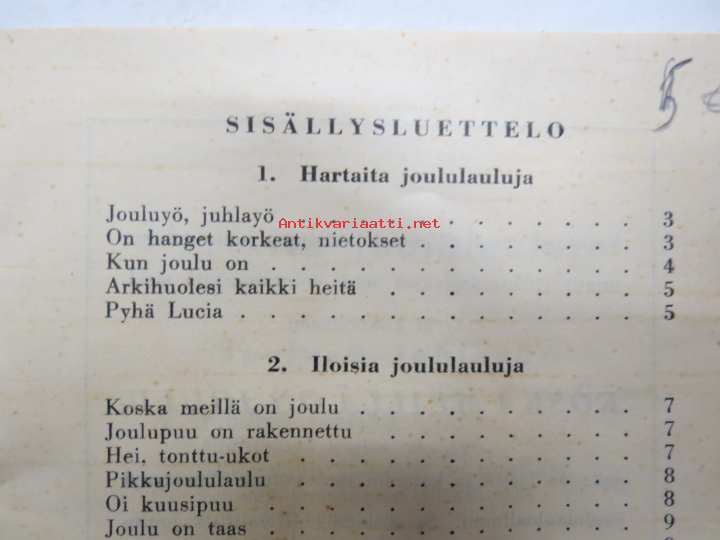 SISÄLLYSLUETTELO
1. Hartaita joululauluja
Jouluyö, juhlayö . . . . . . . . . 3
Antikvariaatti.net
On hanget korkeat, nietokset . . . . . . . . 3
Kun joulu on . . . . . . . . . . . . 4
Arkihuolesi kaikki heitä . . . . . . . . . 5
Pyhä Lucia . . . . . . . . . . . . . 5
2. Iloisia joululauluja
Koska meillä on joulu . . . . . . . . . . 7
Joulupuu on rakennettu . . . . . . . . . 7
Hei, tonttu-ukot . . . . . . . . . . . . 7
Pikkujoululaulu . . . . . . . . . . . . 8
Oi kuusipuu . . . . . . . . . . . . . 8
Joulu on taas . . . . . . . . . . . . . 9